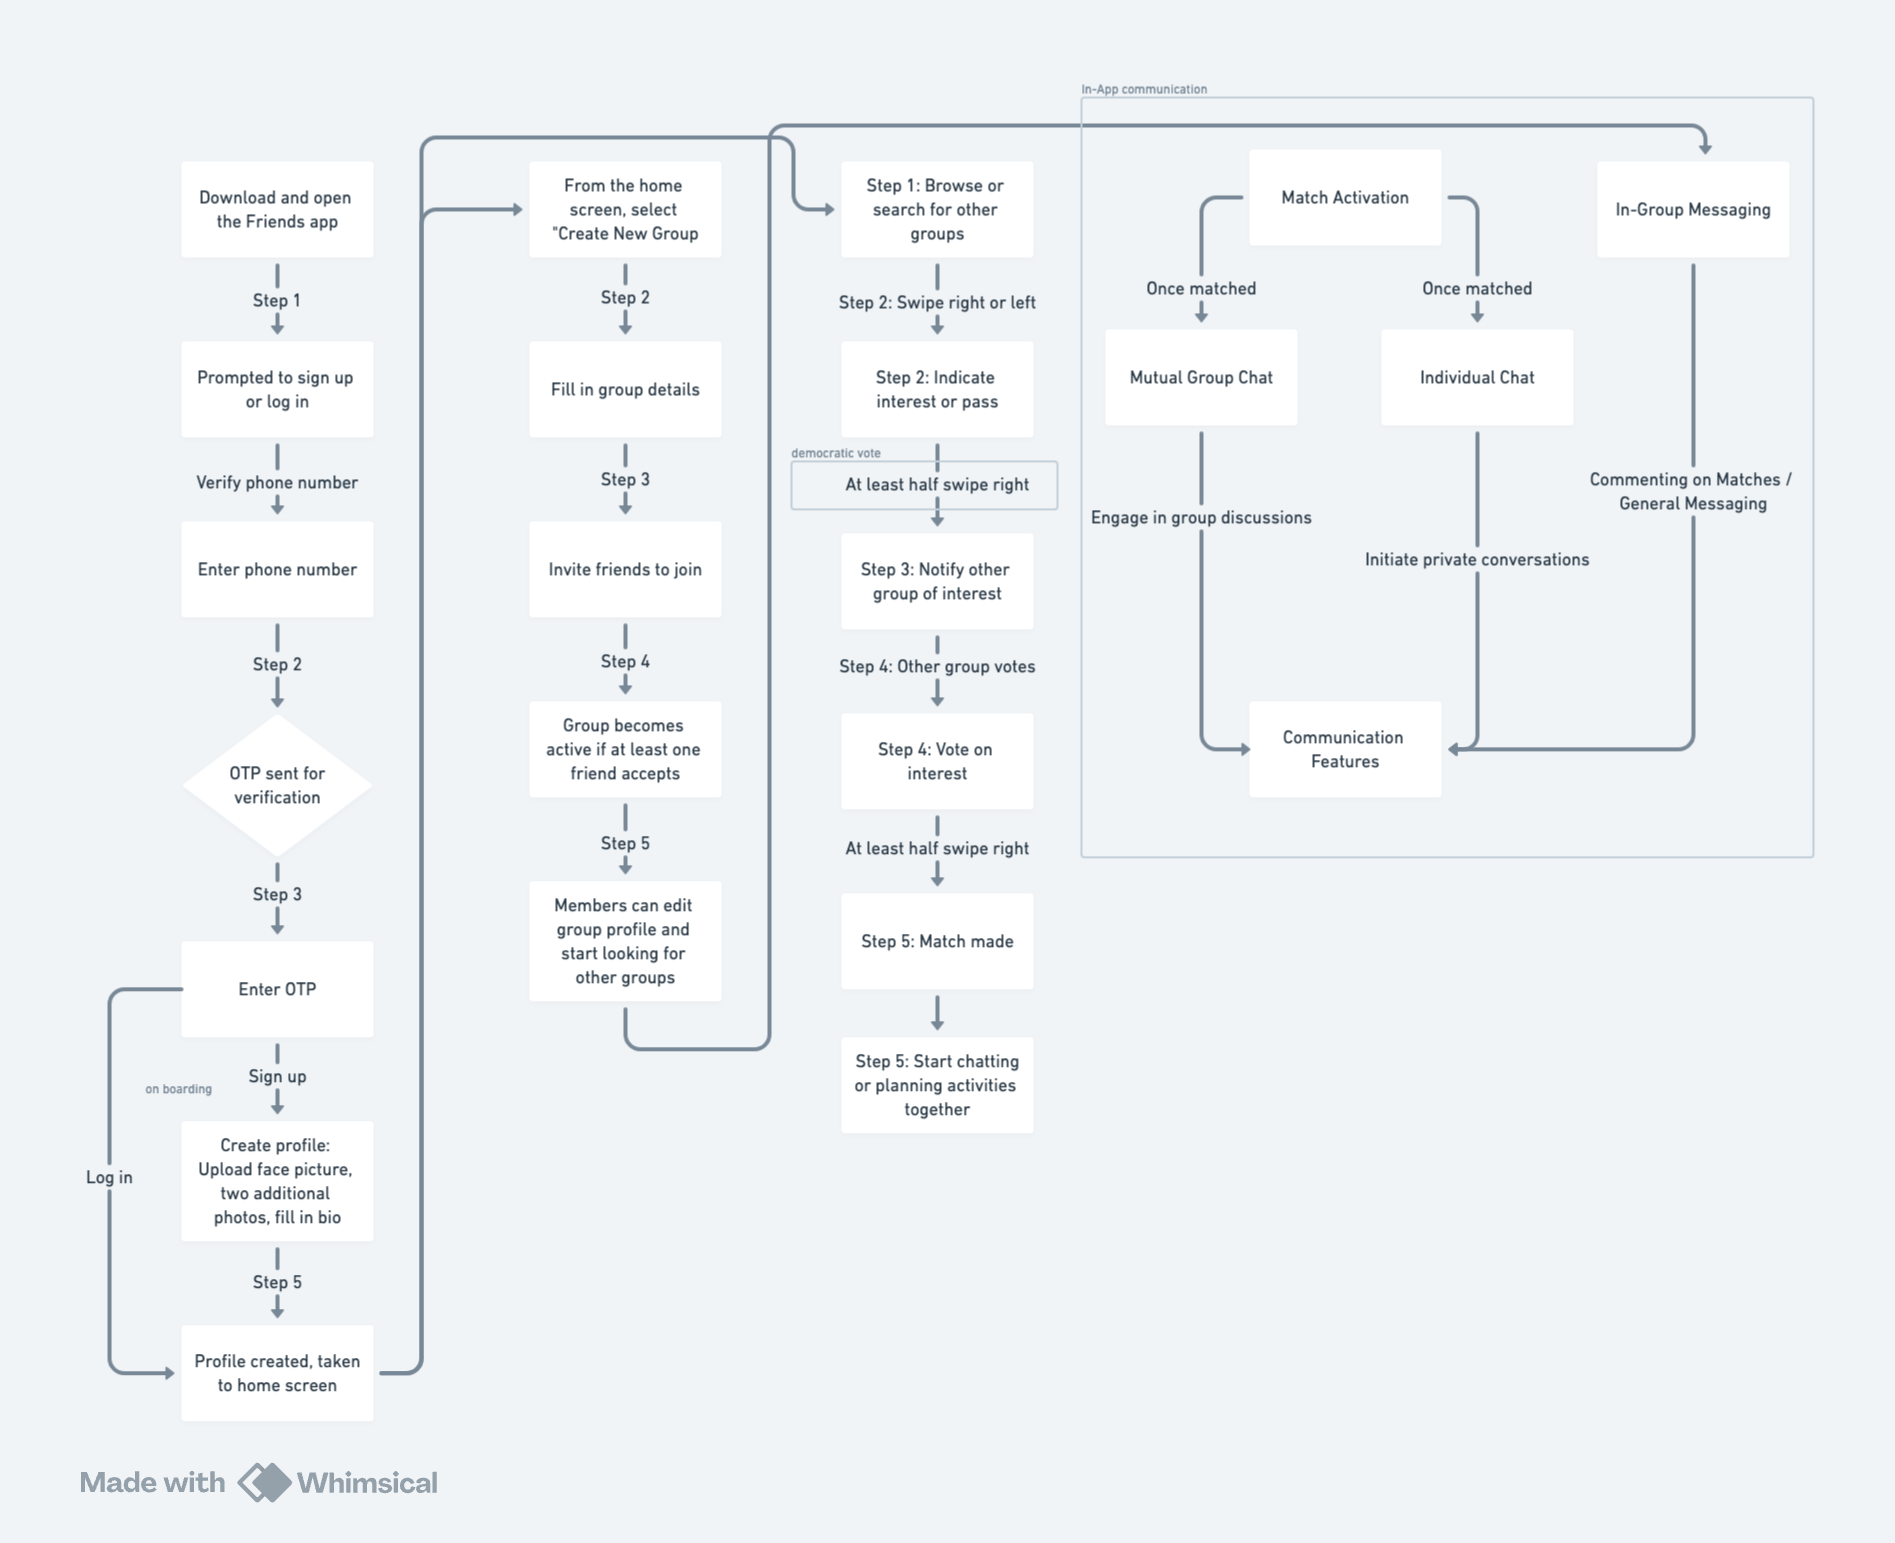 Download and open
the Friends app
Step 1
Prompted to sign up
or log in
Verify phone number
Enter phone number
Step 2
OTP sent for
verification
Step 3
Enter OTP
Sign up
on boarding
Create profile:
Upload face picture,
two additional
photos, fill in bio
Log in
Step 5
Profile created, taken
to home screen
From the home
screen, select
"Create New Group
Step 2
Fill in group details
Step 3
Invite friends to join
Step 4
Group becomes
active if at least one
friend accepts
Step 5
Members can edit
group profile and
start looking for
other groups
Step 1: Browse or
search for other
groups
Step 2: Swipe right or left
Step 2: Indicate
interest or pass
democratic vote
At least half swipe right
Step 3: Notify other
group of interest
Step 4: Other group votes
Step 4: Vote on
interest
At least half swipe right
Step 5: Match made
Step 5: Start chatting
or planning activities
together
In-App communication
Match Activation
In-Group Messaging
Once matched
Once matched
Mutual Group Chat
Individual Chat
Commenting on Matches /
General Messaging
Engage in group discussions
Initiate private conversations
Communication
Features
Made with Whimsical